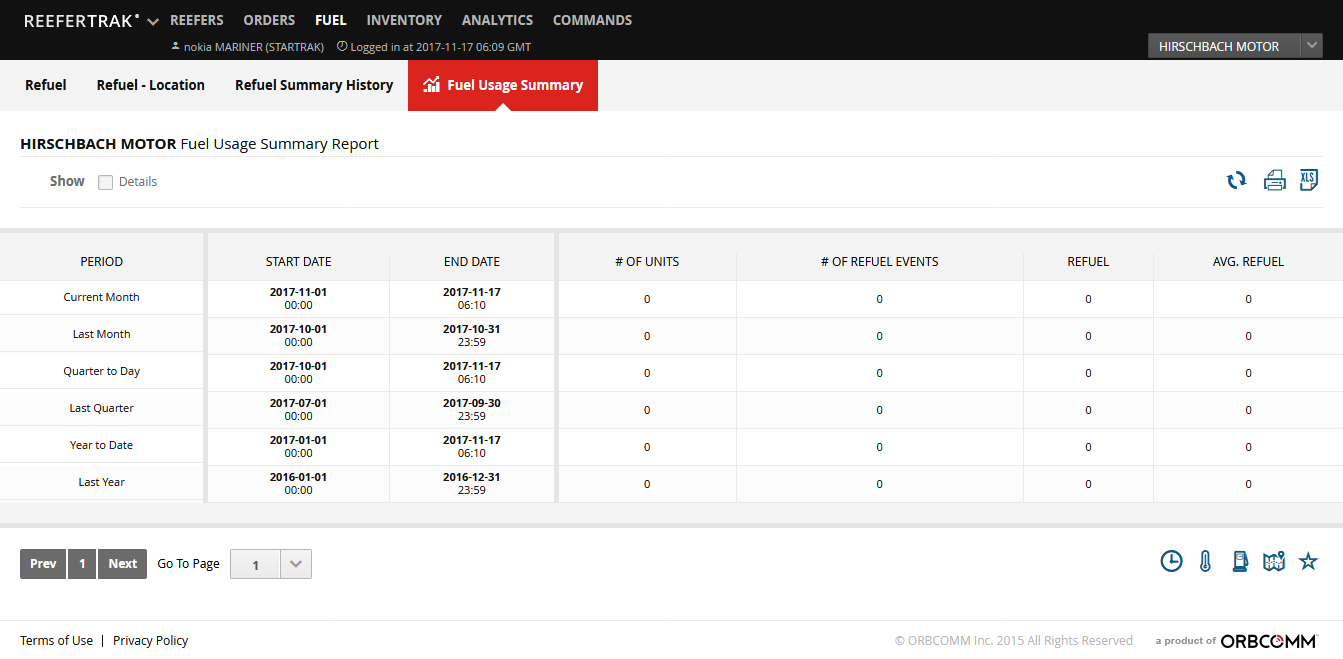 REEFERTRAK REEFERS ORDERS FUEL INVENTORY ANALYTICS COMMANDS
nokia MARINER (STARTRAK) Logged in at 2017-11-17 06:09 GMT
HIRSCHBACH MOTOR
Refuel Refuel - Location Refuel Summary History Fuel Usage Summary
HIRSCHBACH MOTOR Fuel Usage Summary Report
Show Details XLS
PERIOD START DATE END DATE # OF UNITS # OF REFUEL EVENTS REFUEL AVG. REFUEL
Current Month 2017-11-01 00:00 2017-11-17 06:10 0 0 0 0
Last Month 2017-10-01 00:00 2017-10-31 23:59 0 0 0 0
Quarter to Day 2017-10-01 00:00 2017-11-17 06:10 0 0 0 0
Last Quarter 2017-07-01 00:00 2017-09-30 23:59 0 0 0 0
Year to Date 2017-01-01 00:00 2017-11-17 06:10 0 0 0 0
Last Year 2016-01-01 00:00 2016-12-31 23:59 0 0 0 0
Prev 1 Next Go To Page 1
Terms of Use | Privacy Policy © ORBCOMM Inc. 2015 All Rights Reserved a product of ORBCOMM